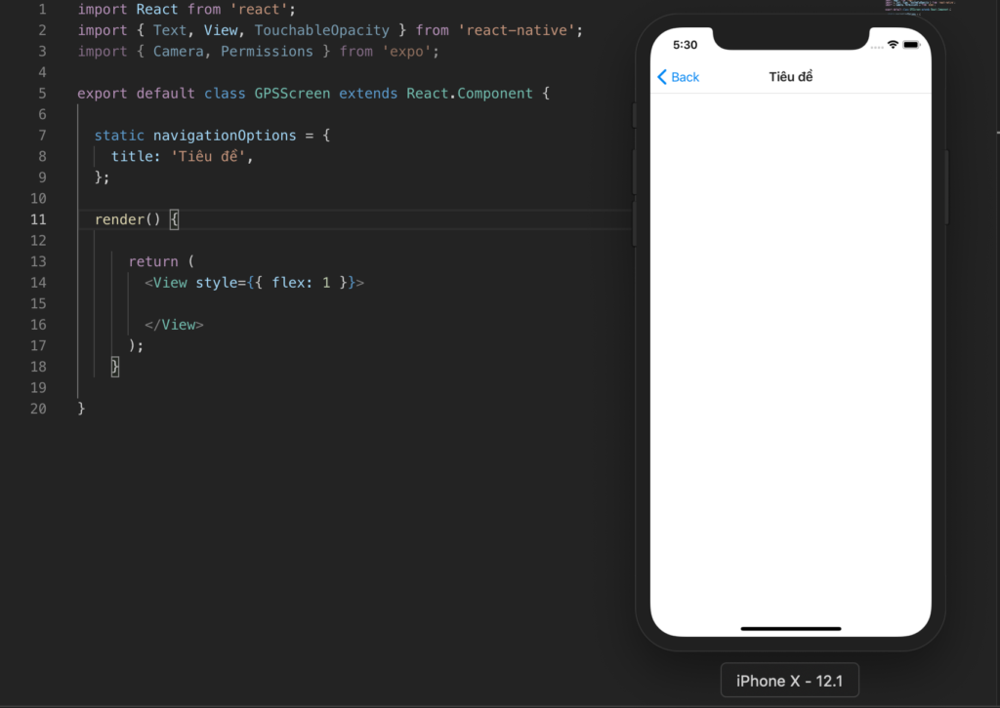 1 import React from 'react';
2 import { Text, View, TouchableOpacity } from 'react-native';
3 import { Camera, Permissions } from 'expo';
4
5 export default class GPSScreen extends React.Component {
6
7 static navigationOptions = {
8 title: 'Tiêu đề',
9 };
10
11 render() {
12
13 return (
14 <View style={{ flex: 1 }}>
15
16 </View>
17 );
18 }
19
20 }
5:30
Back Tiêu đề
iPhone X - 12.1